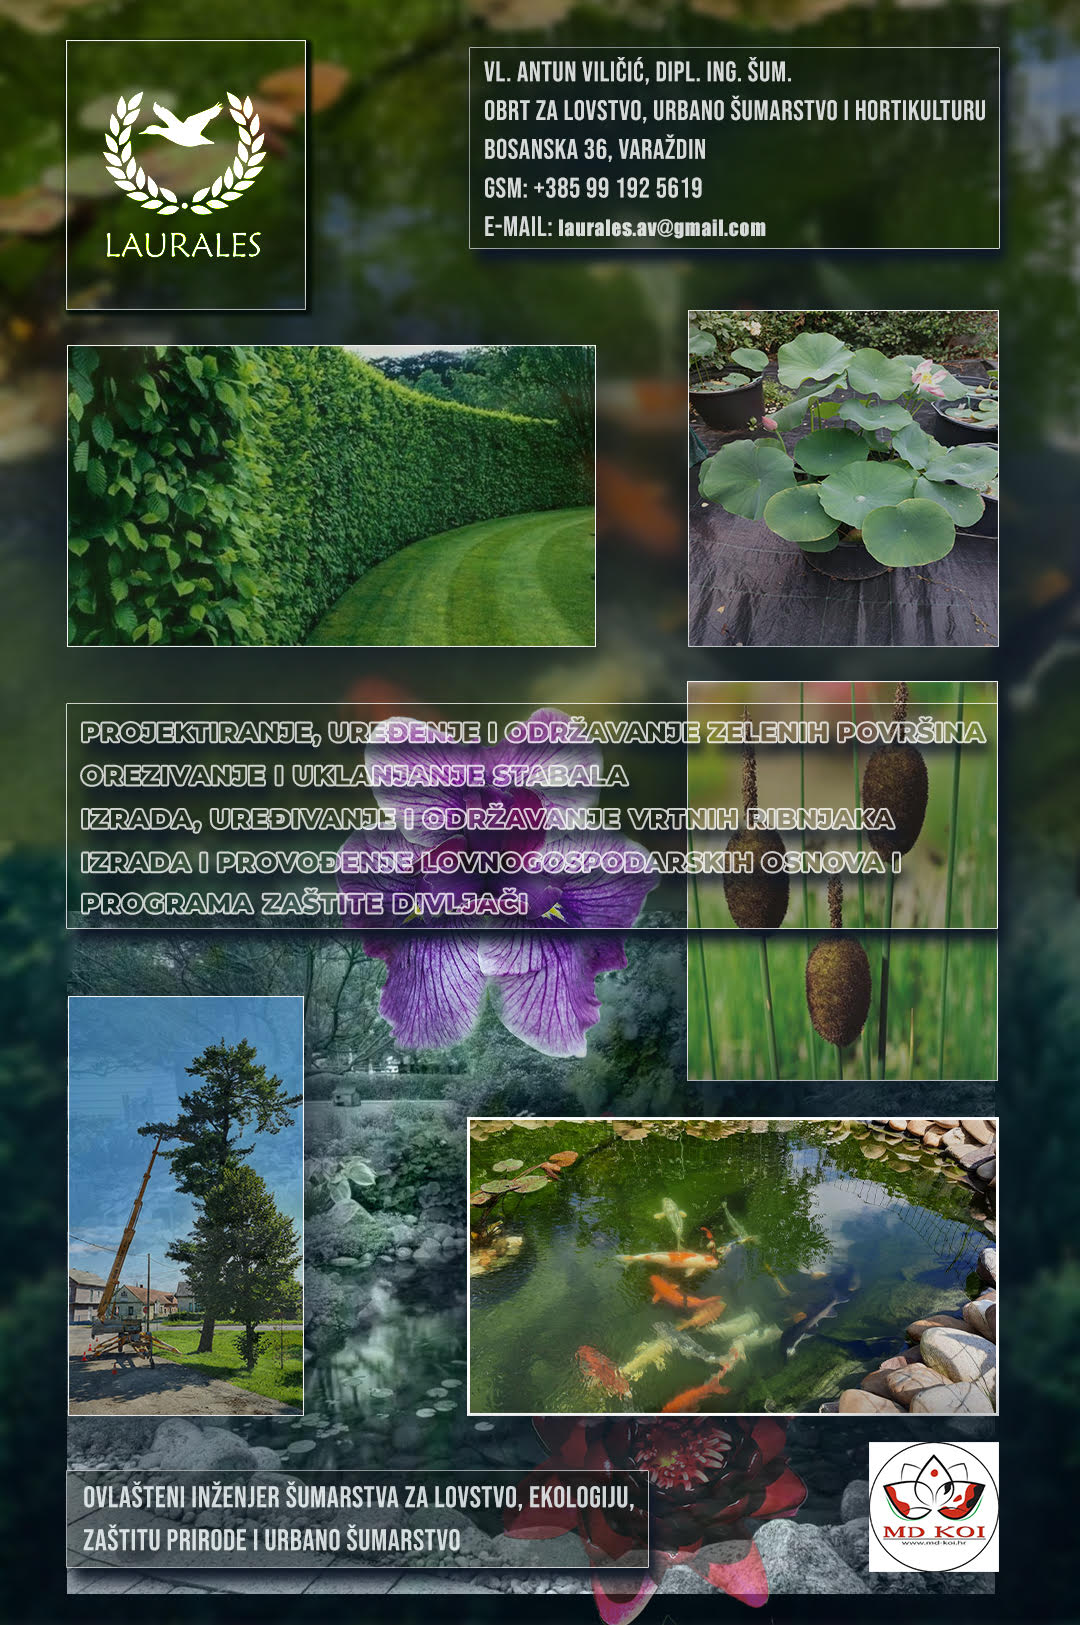 LAURALES
VL. ANTUN VILIČIĆ, DIPL. ING. ŠUM.
OBRT ZA LOVSTVO, URBANO ŠUMARSTVO I HORTIKULTURU
BOSANSKA 36, VARAŽDIN
GSM: +385 99 192 5619
E-MAIL: laurales.av@gmail.com
PROJEKTIRANJE, UREĐENJE I ODRŽAVANJE ZELENIH POVRŠINA
OREZIVANJE I UKLANJANJE STABALA
IZRADA, UREĐIVANJE I ODRŽAVANJE VRTNIH RIBNJAKA
IZRADA I PROVOĐENJE LOVNOGOSPODARSKIH OSNOVA I
PROGRAMA ZAŠTITE DIVLJAČI
OVLAŠTENI INŽENJER ŠUMARSTVA ZA LOVSTVO, EKOLOGIJU,
ZAŠTITU PRIRODE I URBANO ŠUMARSTVO
MD KOI
www.md-koi.hr